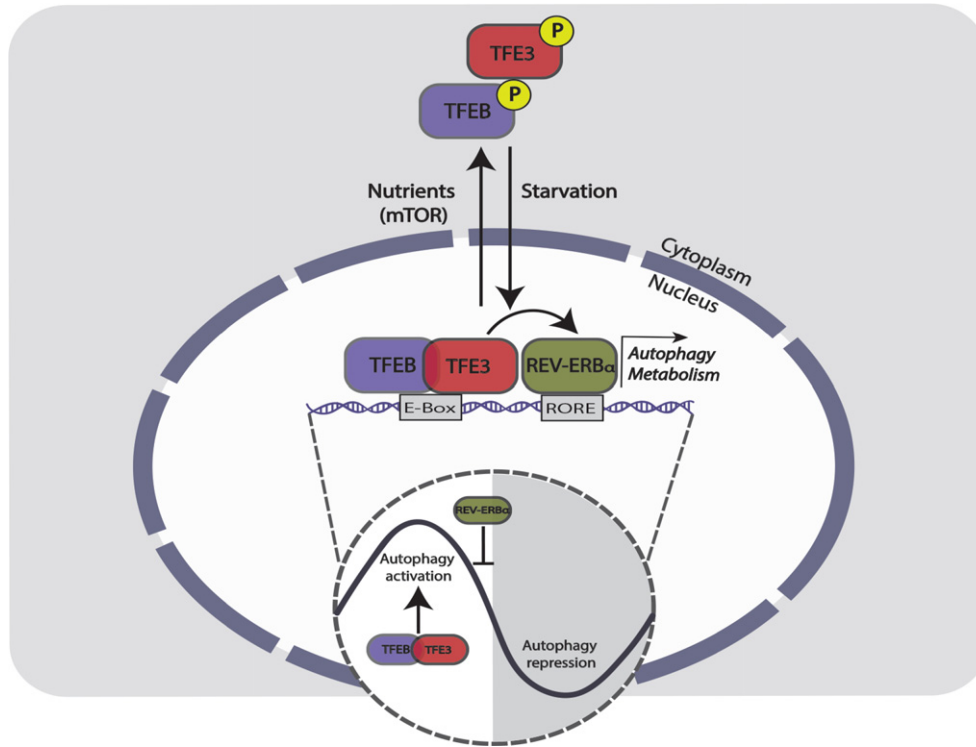 P
TFE3
P
TFEB
Nutrients
(mTOR)
Starvation
Cytoplasm
Nucleus
TFEB
TFE3
REV-ERBα
Autophagy
Metabolism
E-Box
RORE
REV-ERBα
Autophagy
activation
TFEB
TFE3
Autophagy
repression